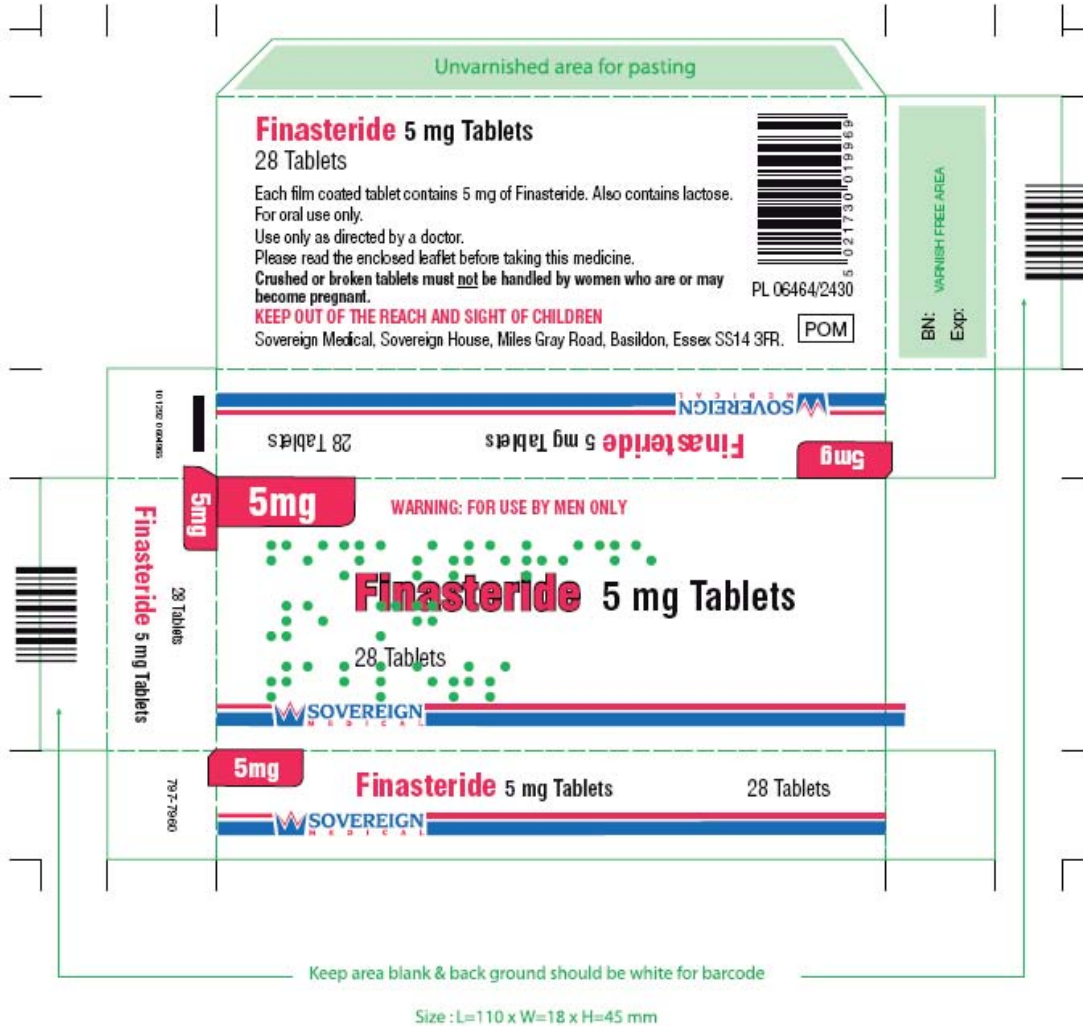 Unvarnished area for pasting
Finasteride 5 mg Tablets
28 Tablets
Each film coated tablet contains 5 mg of Finasteride. Also contains lactose.
For oral use only.
Use only as directed by a doctor.
Please read the enclosed leaflet before taking this medicine.
Crushed or broken tablets must not be handled by women who are or may
become pregnant.
KEEP OUT OF THE REACH AND SIGHT OF CHILDREN
Sovereign Medical, Sovereign House, Miles Gray Road, Basildon, Essex SS14 3FR.
5 021730 019969
PL 06464/2430
POM
VARNISH FREE AREA
BN:
Exp:
SOVEREIGN
MEDICAL
5mg
Finasteride 5 mg Tablets
28 Tablets
101292 0604965
5mg
Finasteride 5 mg Tablets
28 Tablets
5mg
WARNING: FOR USE BY MEN ONLY
Finasteride 5 mg Tablets
28 Tablets
SOVEREIGN
MEDICAL
797-7960
5mg
Finasteride 5 mg Tablets
28 Tablets
SOVEREIGN
MEDICAL
Keep area blank & back ground should be white for barcode
Size : L=110 x W=18 x H=45 mm